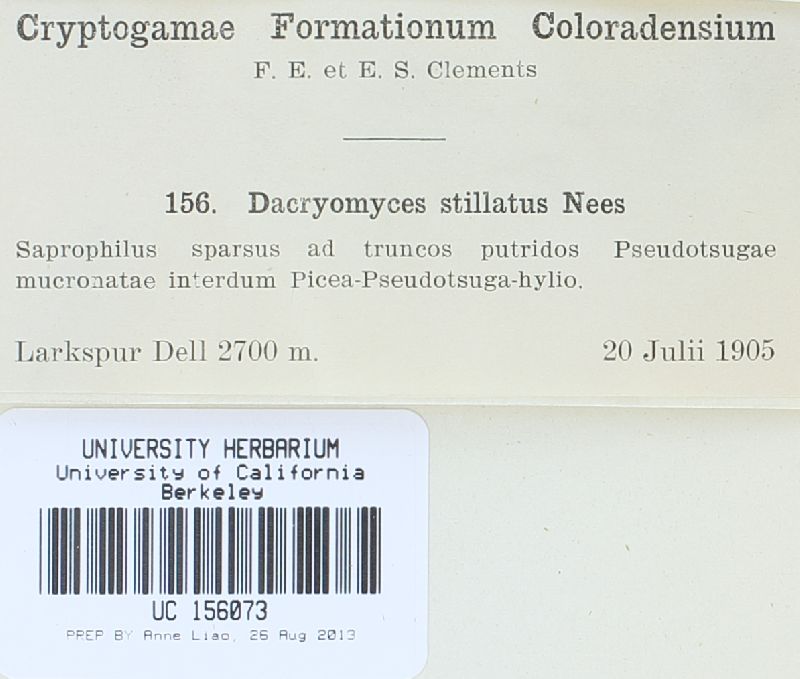 Cryptogamae Formationum Coloradensium
F. E. et E. S. Clements
156. Dacryomyces stillatus Nees
Saprophilus sparsus ad truncos putridos Pseudotsugae
mucronatae interdum Picea-Pseudotsuga-hylio.
Larkspur Dell 2700 m. 20 Julii 1905
UNIVERSITY HERBARIUM
University of California
Berkeley
UC 156073
PREP BY Anne Liao, 26 Aug 2013